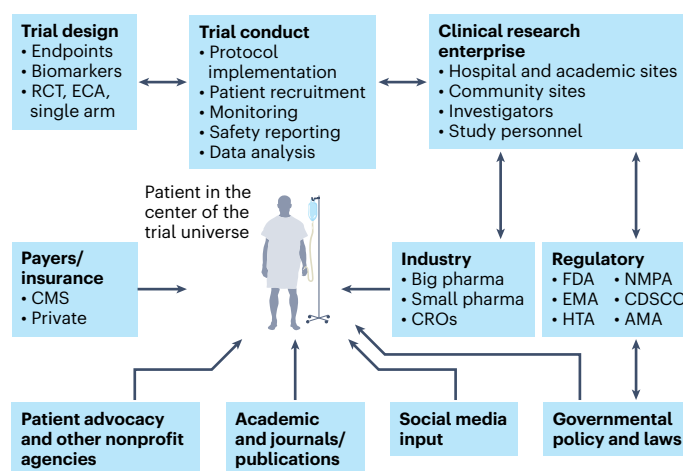 Trial design
• Endpoints
• Biomarkers
• RCT, ECA,
single arm
Trial conduct
• Protocol
implementation
• Patient recruitment
• Monitoring
• Safety reporting
• Data analysis
Clinical research
enterprise
• Hospital and academic sites
• Community sites
• Investigators
• Study personnel
Patient in the
center of the
trial universe
Payers/
insurance
• CMS
• Private
Industry
• Big pharma
• Small pharma
• CROs
Regulatory
• FDA • NMPA
• EMA • CDSCO
• HTA • AMA
Patient advocacy
and other nonprofit
agencies
Academic
and journals/
publications
Social media
input
Governmental
policy and laws